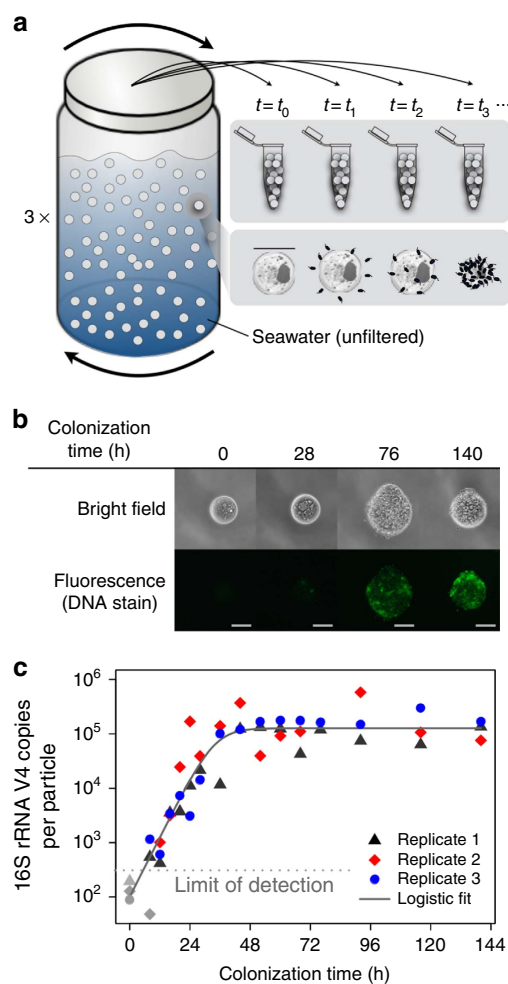 a
t = t0 t = t1 t = t2 t = t3 ...
3 ×
Seawater (unfiltered)
b
Colonization
time (h) 0 28 76 140
Bright field
Fluorescence
(DNA stain)
c
16S rRNA V4 copies
per particle
10^6
10^5
10^4
10^3
10^2
Limit of detection
Replicate 1
Replicate 2
Replicate 3
Logistic fit
0 24 48 72 96 120 144
Colonization time (h)